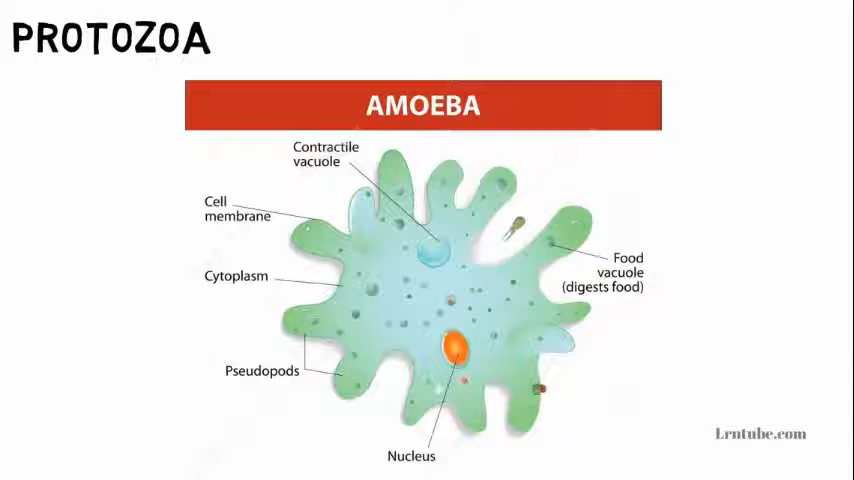 PROTOZOA
AMOEBA
Contractile
vacuole
Cell
membrane
Cytoplasm
Food
vacuole
(digests food)
Pseudopods
Nucleus
Lrntube.com